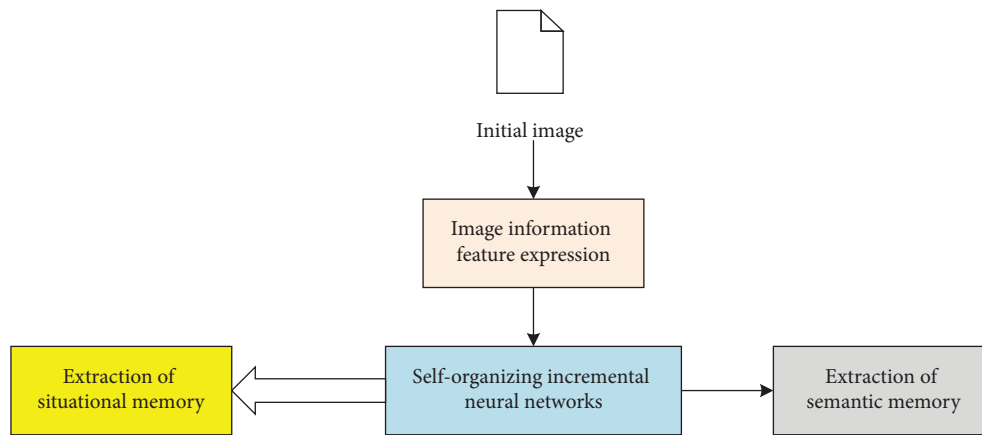 Initial image
Image information
feature expression
Extraction of
situational memory
Self-organizing incremental
neural networks
Extraction of
semantic memory